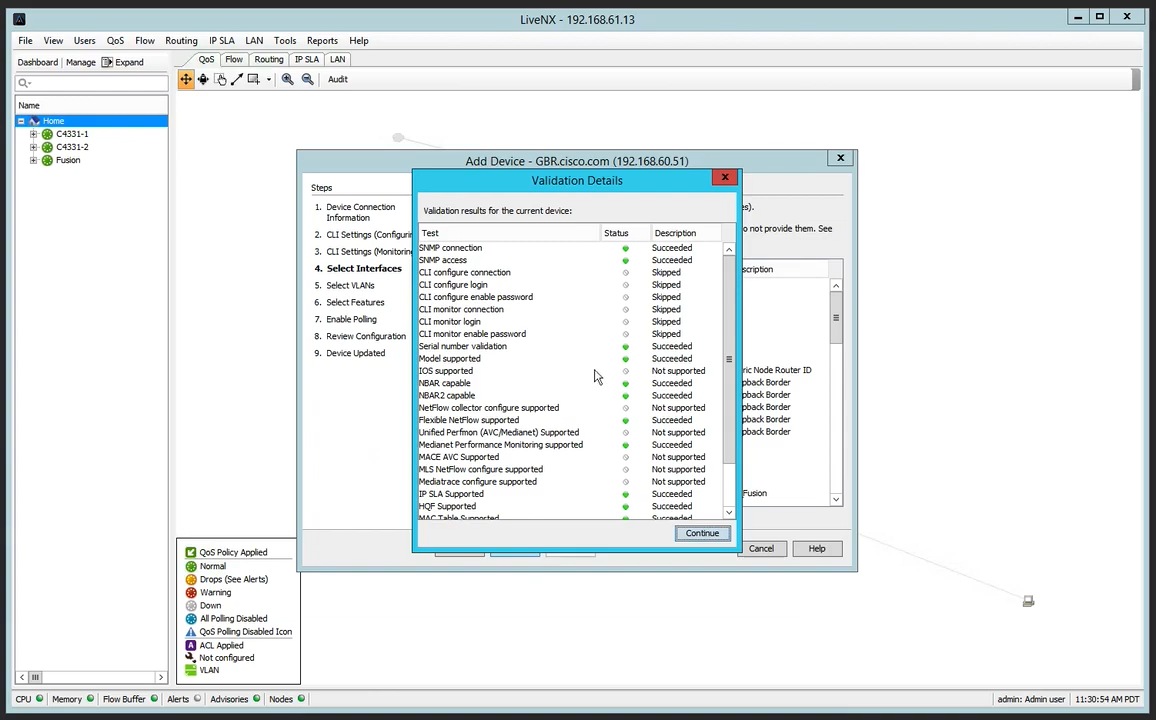 LiveNX - 192.168.61.13
File View Users QoS Flow Routing IP SLA LAN Tools Reports Help
Dashboard Manage Expand
QoS Flow Routing IP SLA LAN
Audit
Name
Home
C4331-1
C4331-2
Fusion
Add Device - GBR.cisco.com (192.168.60.51)
Steps
1. Device Connection
Information
2. CLI Settings (Configurin
3. CLI Settings (Monitorin
4. Select Interfaces
5. Select VLANs
6. Select Features
7. Enable Polling
8. Review Configuration
9. Device Updated
es).
o not provide them. See
scription
ric Node Router ID
pback Border
pback Border
pback Border
pback Border
pback Border
Fusion
Cancel Help
Validation Details
Validation results for the current device:
Test Status Description
SNMP connection Succeeded
SNMP access Succeeded
CLI configure connection Skipped
CLI configure login Skipped
CLI configure enable password Skipped
CLI monitor connection Skipped
CLI monitor login Skipped
CLI monitor enable password Skipped
Serial number validation Succeeded
Model supported Succeeded
IOS supported Not supported
NBAR capable Succeeded
NBAR2 capable Succeeded
NetFlow collector configure supported Not supported
Flexible NetFlow supported Succeeded
Unified Perfmon (AVC/Medianet) Supported Not supported
Medianet Performance Monitoring supported Succeeded
MACE AVC Supported Not supported
MLS NetFlow configure supported Not supported
Mediatrace configure supported Not supported
IP SLA Supported Succeeded
HQF Supported Succeeded
MAC Table Supported Succeeded
Continue
QoS Policy Applied
Normal
Drops (See Alerts)
Warning
Down
All Polling Disabled
QoS Polling Disabled Icon
ACL Applied
Not configured
VLAN
CPU Memory Flow Buffer Alerts Advisories Nodes admin: Admin user 11:30:54 AM PDT